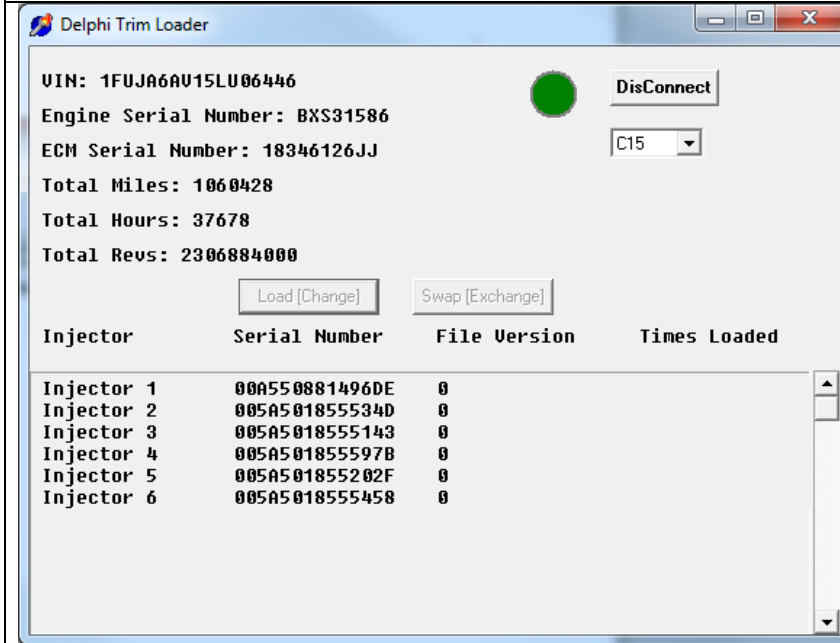 Delphi Trim Loader
VIN: 1FUJA6AV15LU06446
DisConnect
Engine Serial Number: BXS31586
ECM Serial Number: 18346126JJ
C15
Total Miles: 1060428
Total Hours: 37678
Total Revs: 2306884000
Load [Change] Swap [Exchange]
Injector Serial Number File Version Times Loaded
Injector 1 00A550881496DE 0
Injector 2 005A501855534D 0
Injector 3 005A5018555143 0
Injector 4 005A501855597B 0
Injector 5 005A501855202F 0
Injector 6 005A5018555458 0